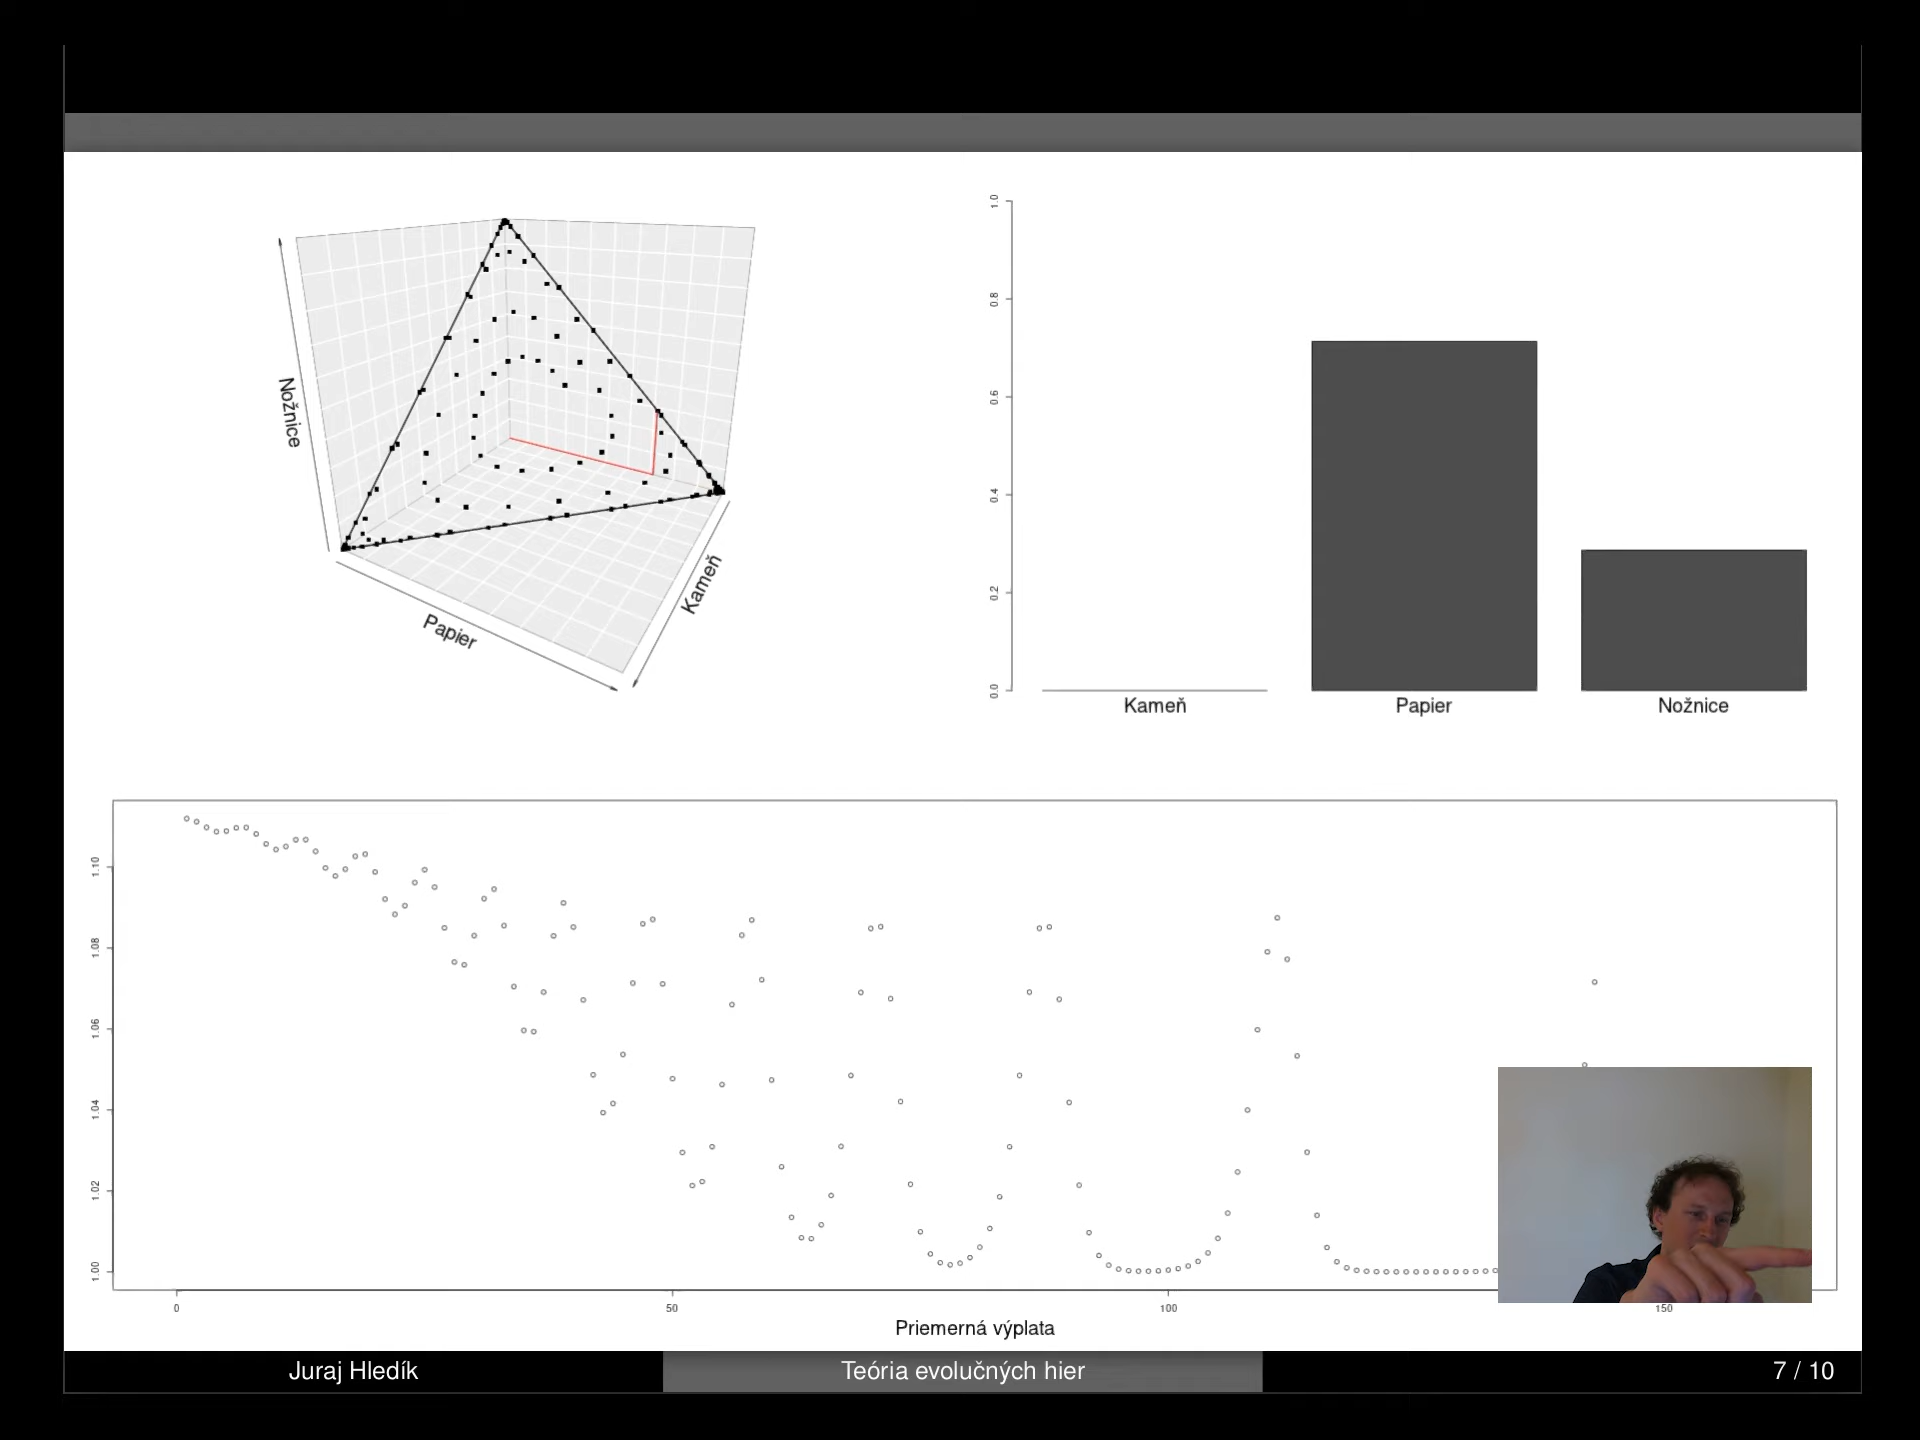 Nožnice
Papier
Kameň
1.0
0.8
0.6
0.4
0.2
0.0
Kameň Papier Nožnice
1.10
1.08
1.06
1.04
1.02
1.00
0 50 100 150
Priemerná výplata
Juraj Hledík Teória evolučných hier 7 / 10